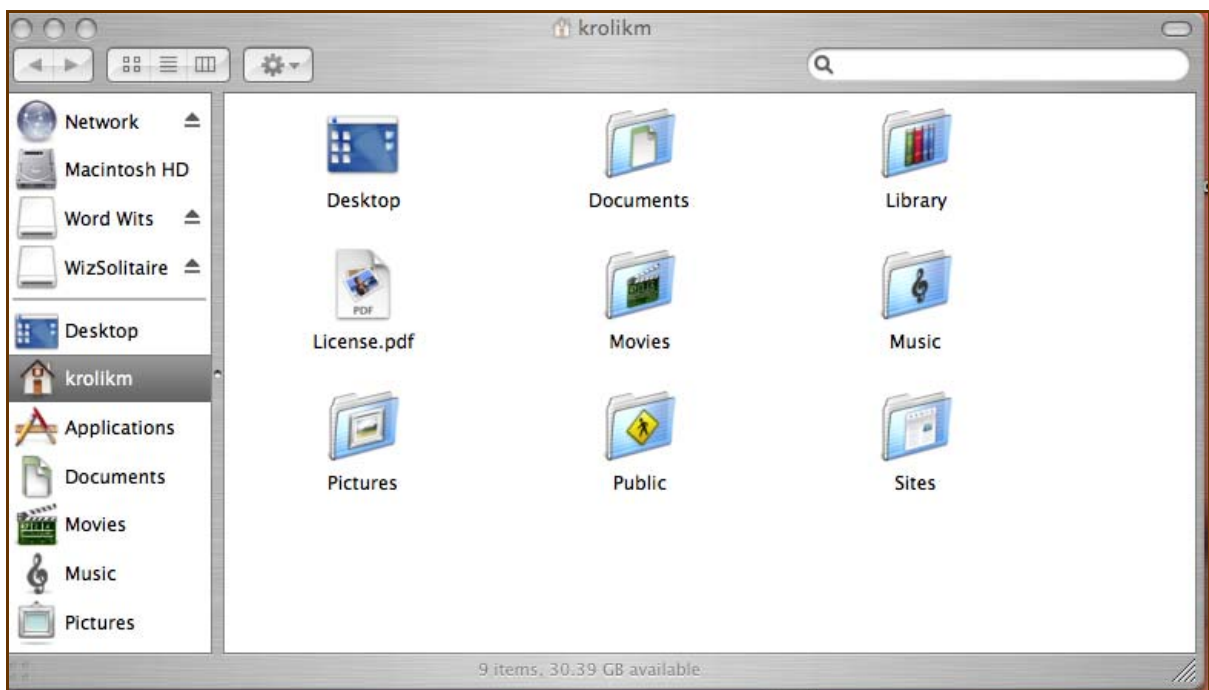 krolikm
Network
Macintosh HD
Word Wits
WizSolitaire
Desktop
krolikm
Applications
Documents
Movies
Music
Pictures
Desktop Documents Library
PDF
License.pdf Movies Music
Pictures Public Sites
9 items, 30.39 GB available